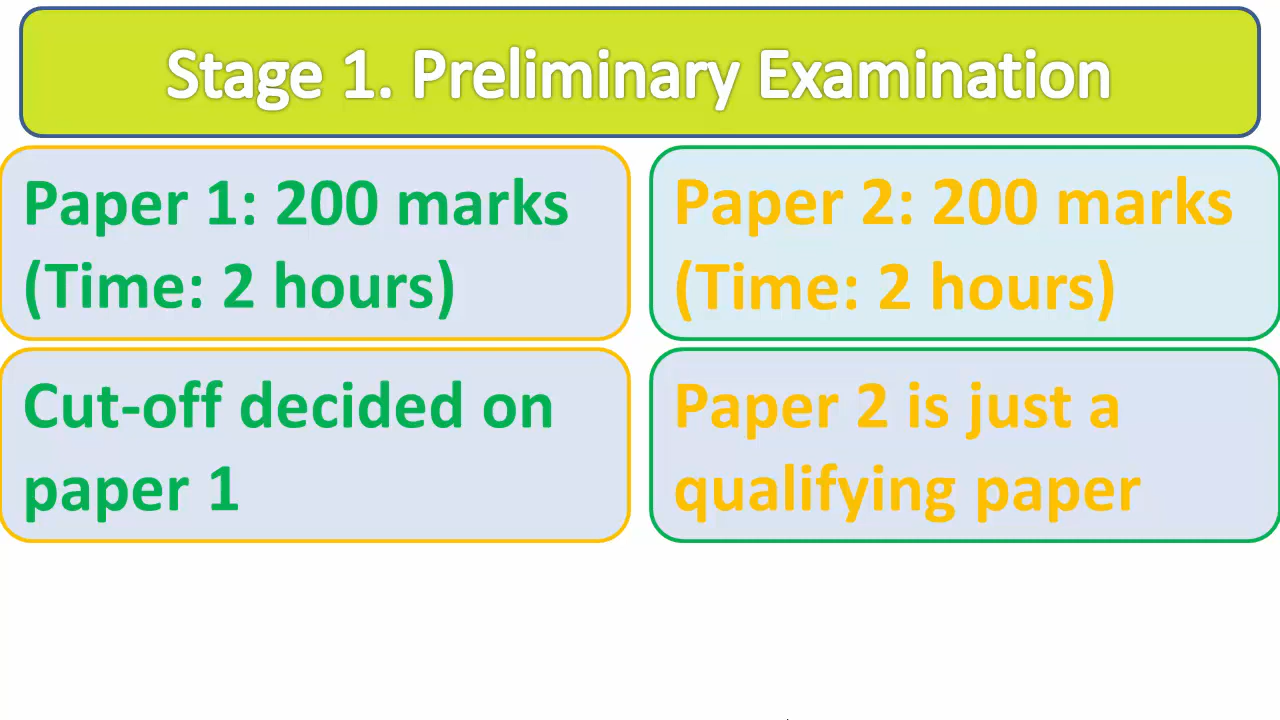 Stage 1. Preliminary Examination
Paper 1: 200 marks
(Time: 2 hours)
Paper 2: 200 marks
(Time: 2 hours)
Cut-off decided on
paper 1
Paper 2 is just a
qualifying paper